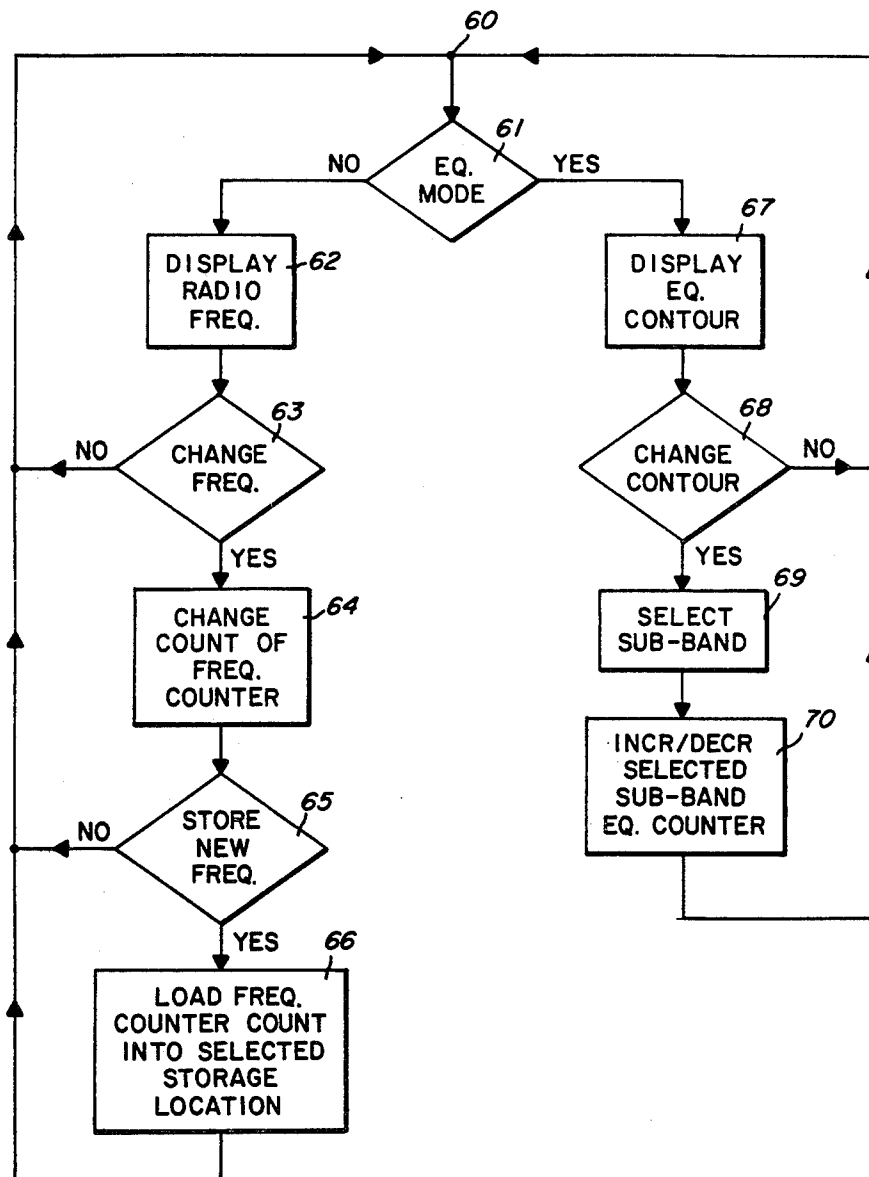 60
61
NO
EQ.
MODE
YES
DISPLAY
RADIO
FREQ.
62
67
DISPLAY
EQ.
CONTOUR
63
NO
CHANGE
FREQ.
YES
68
CHANGE
CONTOUR
NO
YES
64
CHANGE
COUNT OF
FREQ.
COUNTER
69
SELECT
SUB-BAND
70
INCR/DECR
SELECTED
SUB-BAND
EQ. COUNTER
65
NO
STORE
NEW
FREQ.
YES
66
LOAD FREQ.
COUNTER COUNT
INTO SELECTED
STORAGE
LOCATION